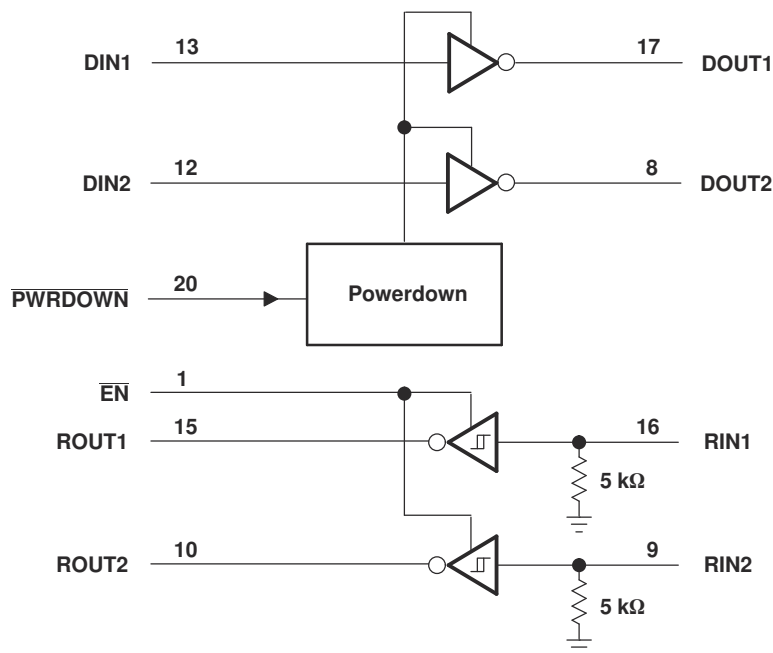 DIN1 13 17 DOUT1
DIN2 12 8 DOUT2
PWRDOWN 20 Powerdown
EN 1
ROUT1 15 16 RIN1
5 kΩ
ROUT2 10 9 RIN2
5 kΩ